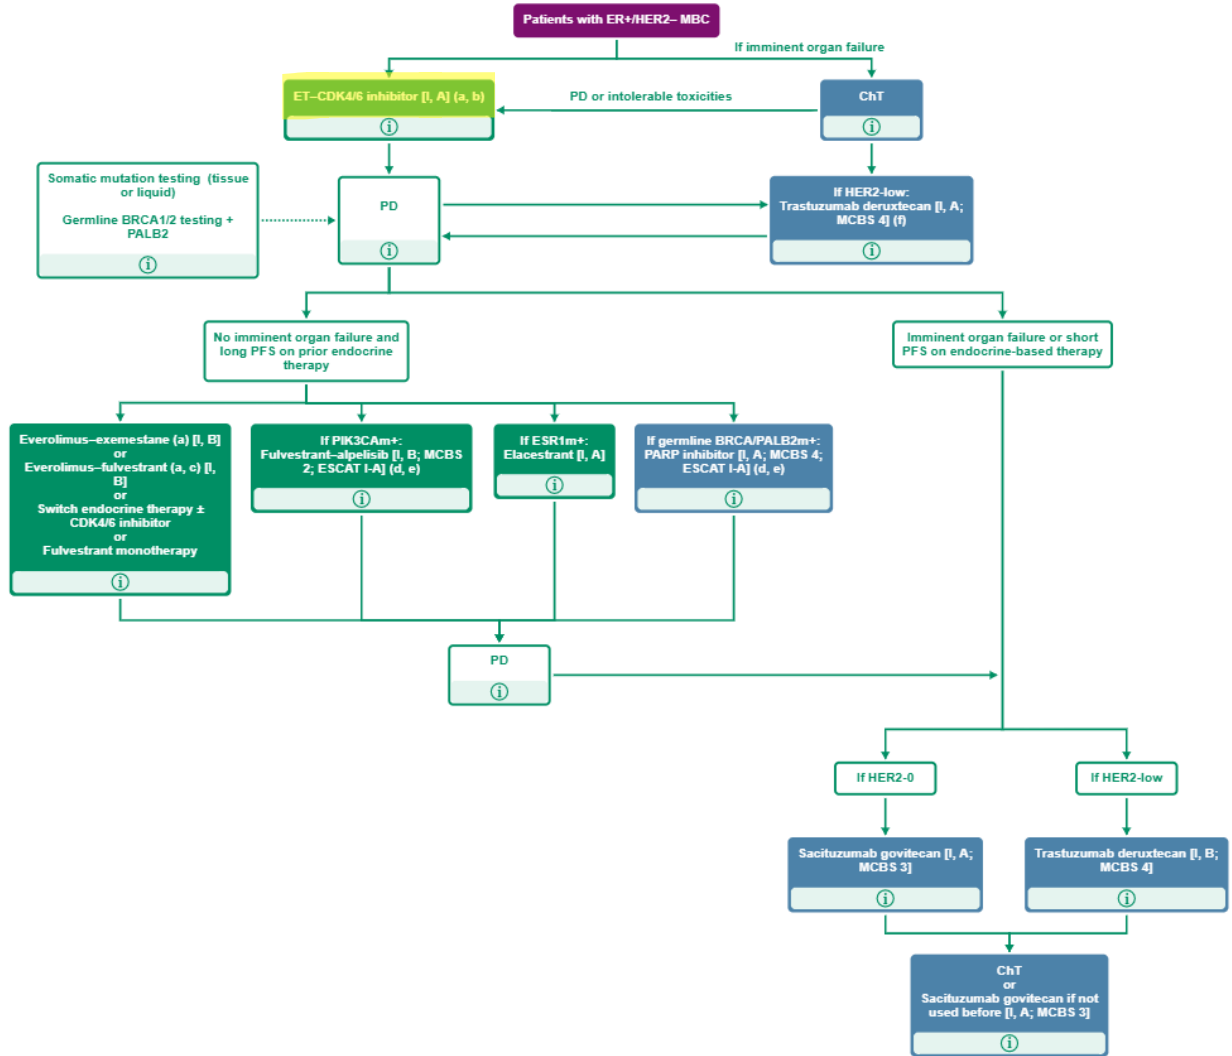 Patients with ER+/HER2– MBC
If imminent organ failure
ET–CDK4/6 inhibitor [I, A] (a, b)
PD or intolerable toxicities
ChT
Somatic mutation testing (tissue
or liquid)
Germline BRCA1/2 testing +
PALB2
PD
If HER2-low:
Trastuzumab deruxtecan [I, A;
MCBS 4] (f)
No imminent organ failure and
long PFS on prior endocrine
therapy
Imminent organ failure or short
PFS on endocrine-based therapy
Everolimus–exemestane (a) [I, B]
or
Everolimus–fulvestrant (a, c) [I,
B]
or
Switch endocrine therapy ±
CDK4/6 inhibitor
or
Fulvestrant monotherapy
If PIK3CAm+:
Fulvestrant–alpelisib [I, B; MCBS
2; ESCAT I-A] (d, e)
If ESR1m+:
Elacestrant [I, A]
If germline BRCA/PALB2m+:
PARP inhibitor [I, A; MCBS 4;
ESCAT I-A] (d, e)
PD
If HER2-0
If HER2-low
Sacituzumab govitecan [I, A;
MCBS 3]
Trastuzumab deruxtecan [I, B;
MCBS 4]
ChT
or
Sacituzumab govitecan if not
used before [I, A; MCBS 3]